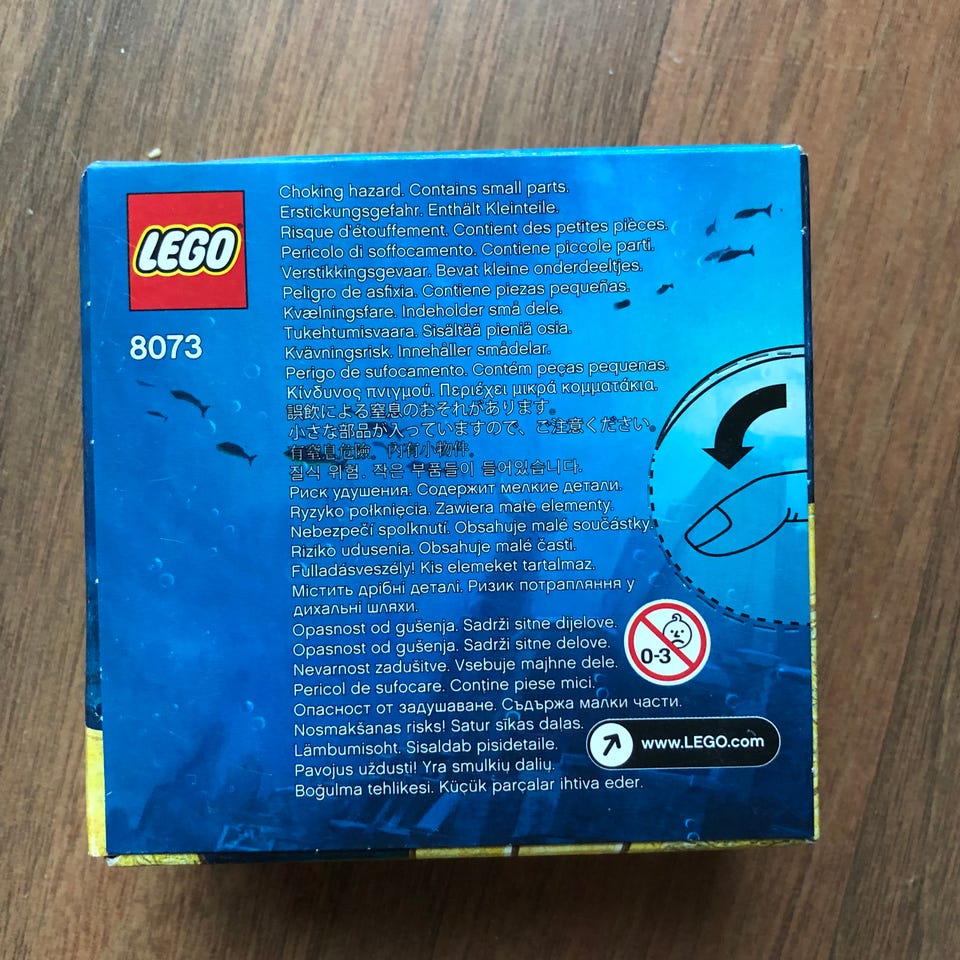 LEGO
8073
Choking hazard. Contains small parts.
Erstickungsgefahr. Enthält Kleinteile.
Risque d'étouffement. Contient des petites pièces.
Pericolo di soffocamento. Contiene piccole parti.
Verstikkingsgevaar. Bevat kleine onderdeeltjes.
Peligro de asfixia. Contiene piezas pequeñas.
Kvælningsfare. Indeholder små dele.
Tukehtumisvaara. Sisältää pieniä osia.
Kvävningsrisk. Innehåller smådelar.
Perigo de sufocamento. Contém peças pequenas.
Κίνδυνος πνιγμού. Περιέχει μικρά κομματάκια.
誤飲による窒息のおそれがあります。
小さな部品が入っていますので、ご注意ください。
有窒息危險。內有小物件。
질식 위험. 작은 부품들이 들어있습니다.
Риск удушения. Содержит мелкие детали.
Ryzyko połknięcia. Zawiera małe elementy.
Nebezpečí spolknutí. Obsahuje malé součástky.
Riziko udusenia. Obsahuje malé časti.
Fulladásveszély! Kis elemeket tartalmaz.
Містить дрібні деталі. Ризик потрапляння у
дихальні шляхи.
Opasnost od gušenja. Sadrži sitne dijelove.
Opasnost od gušenja. Sadrži sitne delove.
Nevarnost zadušitve. Vsebuje majhne dele.
Pericol de sufocare. Conține piese mici.
Опасност от задушаване. Съдържа малки части.
Nosmakšanas risks! Satur sīkas daļas.
Lämbumisoht. Sisaldab pisidetaile.
Pavojus uždusti! Yra smulkių dalių.
Boğulma tehlikesi. Küçük parçalar ihtiva eder.
0-3
www.LEGO.com